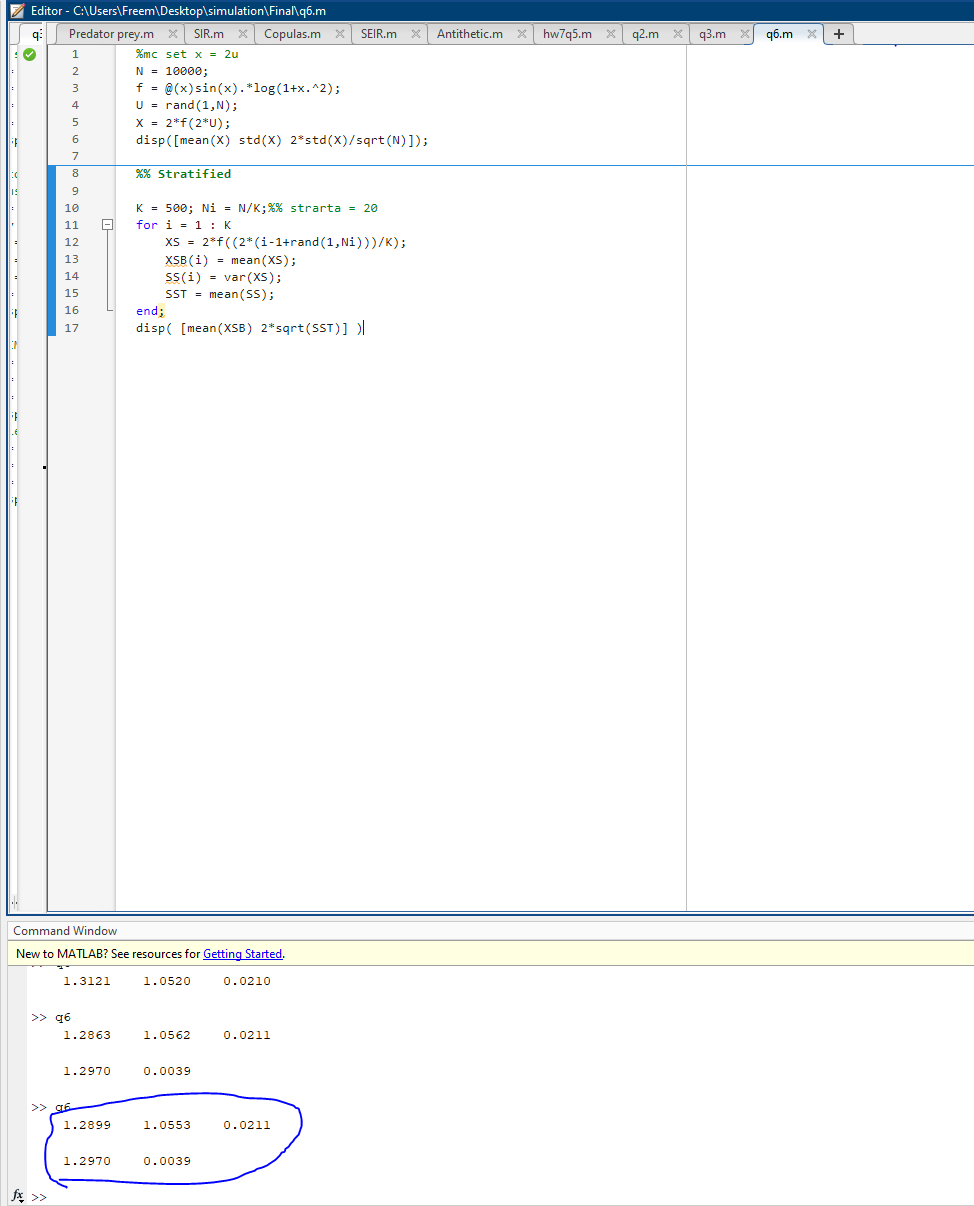 Editor - C:\Users\Freem\Desktop\simulation\Final\q6.m
q: Predator prey.m SIR.m Copulas.m SEIR.m Antithetic.m hw7q5.m q2.m q3.m q6.m +
1 %mc set x = 2u
2 N = 10000;
3 f = @(x)sin(x).*log(1+x.^2);
4 U = rand(1,N);
5 X = 2*f(2*U);
6 disp([mean(X) std(X) 2*std(X)/sqrt(N)]);
7
8 %% Stratified
9
10 K = 500; Ni = N/K;%% strarta = 20
11 for i = 1 : K
12 XS = 2*f((2*(i-1+rand(1,Ni)))/K);
13 XSB(i) = mean(XS);
14 SS(i) = var(XS);
15 SST = mean(SS);
16 end;
17 disp( [mean(XSB) 2*sqrt(SST)] )
Command Window
New to MATLAB? See resources for Getting Started.
1.3121 1.0520 0.0210
>> q6
1.2863 1.0562 0.0211
1.2970 0.0039
>> q6
1.2899 1.0553 0.0211
1.2970 0.0039
fx >>